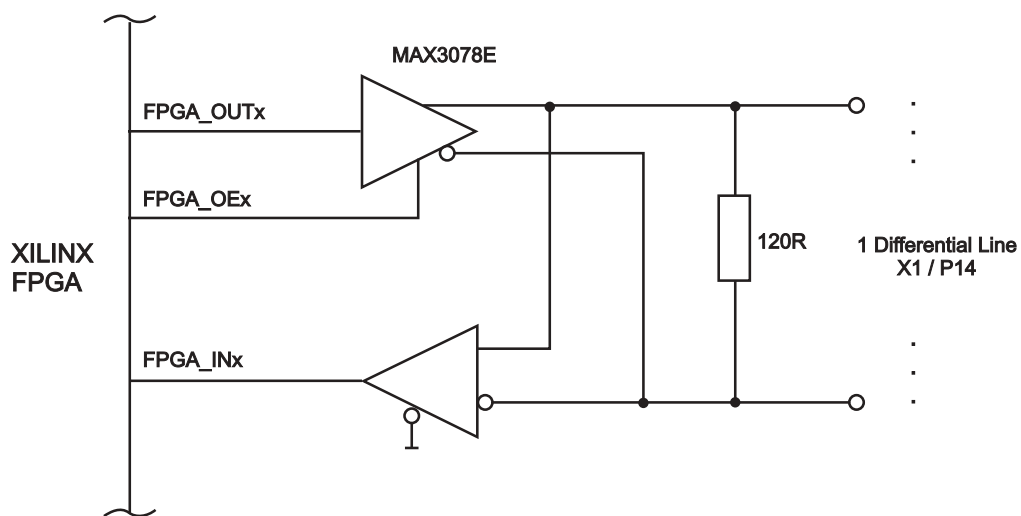 MAX3078E
FPGA_OUTx
FPGA_OEx
XILINX
FPGA
120R
1 Differential Line
X1 / P14
FPGA_INx